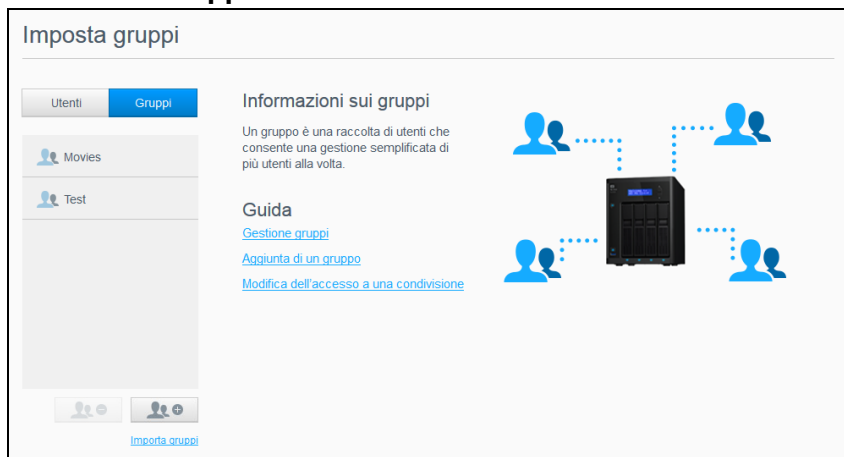 Imposta gruppi
Utenti
Gruppi
Movies
Test
Importa gruppi
Informazioni sui gruppi
Un gruppo è una raccolta di utenti che
consente una gestione semplificata di
più utenti alla volta.
Guida
Gestione gruppi
Aggiunta di un gruppo
Modifica dell'accesso a una condivisione